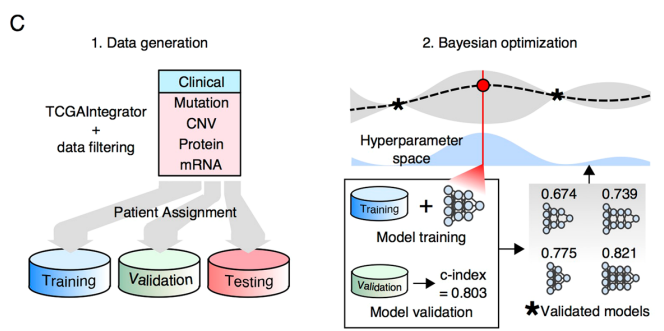 C
1. Data generation
Clinical
Mutation
CNV
Protein
mRNA
TCGAIntegrator
+
data filtering
Patient Assignment
Training
Validation
Testing
2. Bayesian optimization
*
*
Hyperparameter
space
Training
+
Model training
Validation
c-index
= 0.803
Model validation
0.674 0.739
0.775 0.821
*Validated models